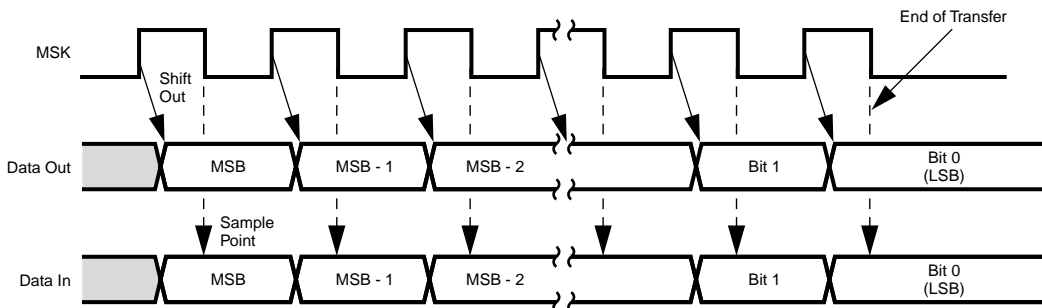 End of Transfer
MSK
Shift
Out
Data Out
MSB
MSB - 1
MSB - 2
Bit 1
Bit 0
(LSB)
Sample
Point
Data In
MSB
MSB - 1
MSB - 2
Bit 1
Bit 0
(LSB)